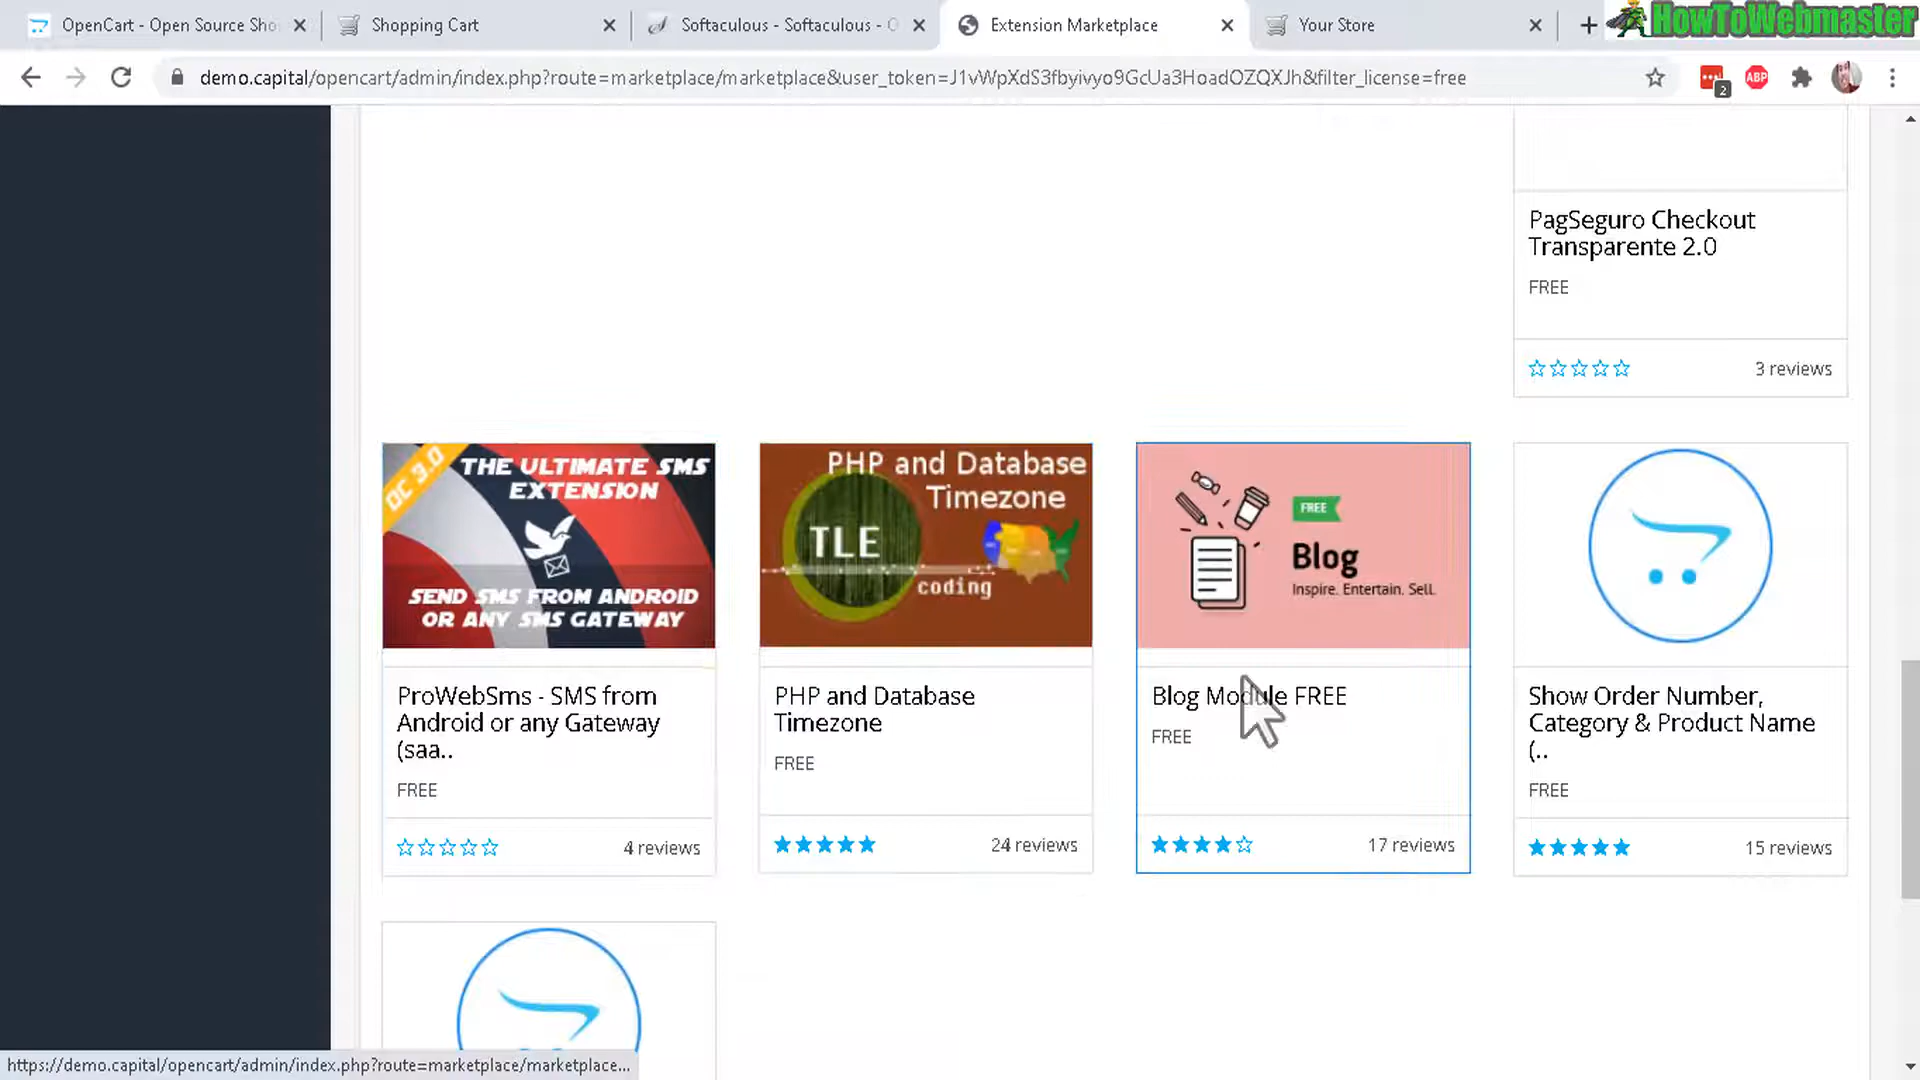 OpenCart - Open Source Sho
Shopping Cart
Softaculous - Softaculous - O
Extension Marketplace
Your Store
HowToWebmaster
demo.capital/opencart/admin/index.php?route=marketplace/marketplace&user_token=J1vWpXdS3fbyivyo9GcUa3HoadOZQXJh&filter_license=free
2
ABP
PagSeguro Checkout
Transparente 2.0
FREE
3 reviews
OC 3.0
THE ULTIMATE SMS
EXTENSION
SEND SMS FROM ANDROID
OR ANY SMS GATEWAY
ProWebSms - SMS from
Android or any Gateway
(saa..
FREE
4 reviews
PHP and Database
Timezone
TLE
coding
PHP and Database
Timezone
FREE
24 reviews
FREE
Blog
Inspire. Entertain. Sell.
Blog Module FREE
FREE
17 reviews
Show Order Number,
Category & Product Name
(..
FREE
15 reviews
https://demo.capital/opencart/admin/index.php?route=marketplace/marketplace...